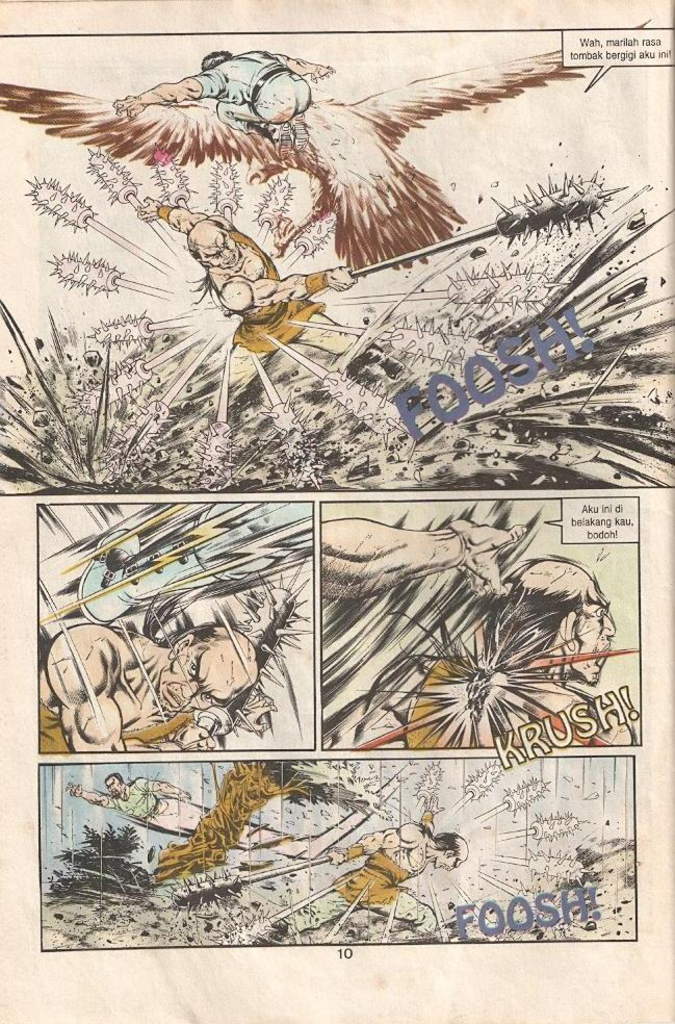 Wah, marilah rasa
tombak bergigi aku ini!
FOOSH!
Aku ini di
belakang kau,
bodoh!
KRUSH!
FOOSH!
10